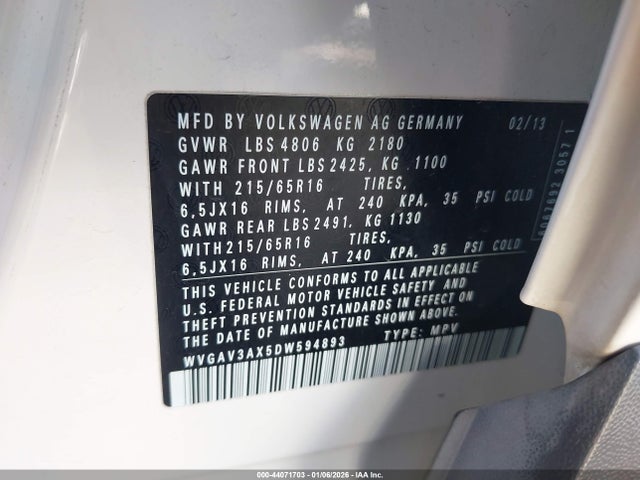 MFD BY VOLKSWAGEN AG GERMANY 02/13
GVWR LBS 4806 KG 2180
GAWR FRONT LBS 2425, KG 1100
WITH 215/65R16 TIRES,
6,5JX16 RIMS, AT 240 KPA, 35 PSI COLD
GAWR REAR LBS 2491, KG 1130
WITH 215/65R16 TIRES,
6,5JX16 RIMS, AT 240 KPA, 35 PSI COLD
THIS VEHICLE CONFORMS TO ALL APPLICABLE
U.S. FEDERAL MOTOR VEHICLE SAFETY AND
THEFT PREVENTION STANDARDS IN EFFECT ON
THE DATE OF MANUFACTURE SHOWN ABOVE.
WVGAV3AX5DW594893 TYPE: MPV
3057 1
000-44071703 - 01/06/2026 - IAA Inc.